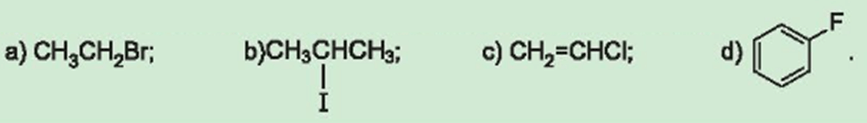 a) CH₃CH₂Br; b)CH₃CHCH₃; c) CH₂=CHCl; d) F .
I